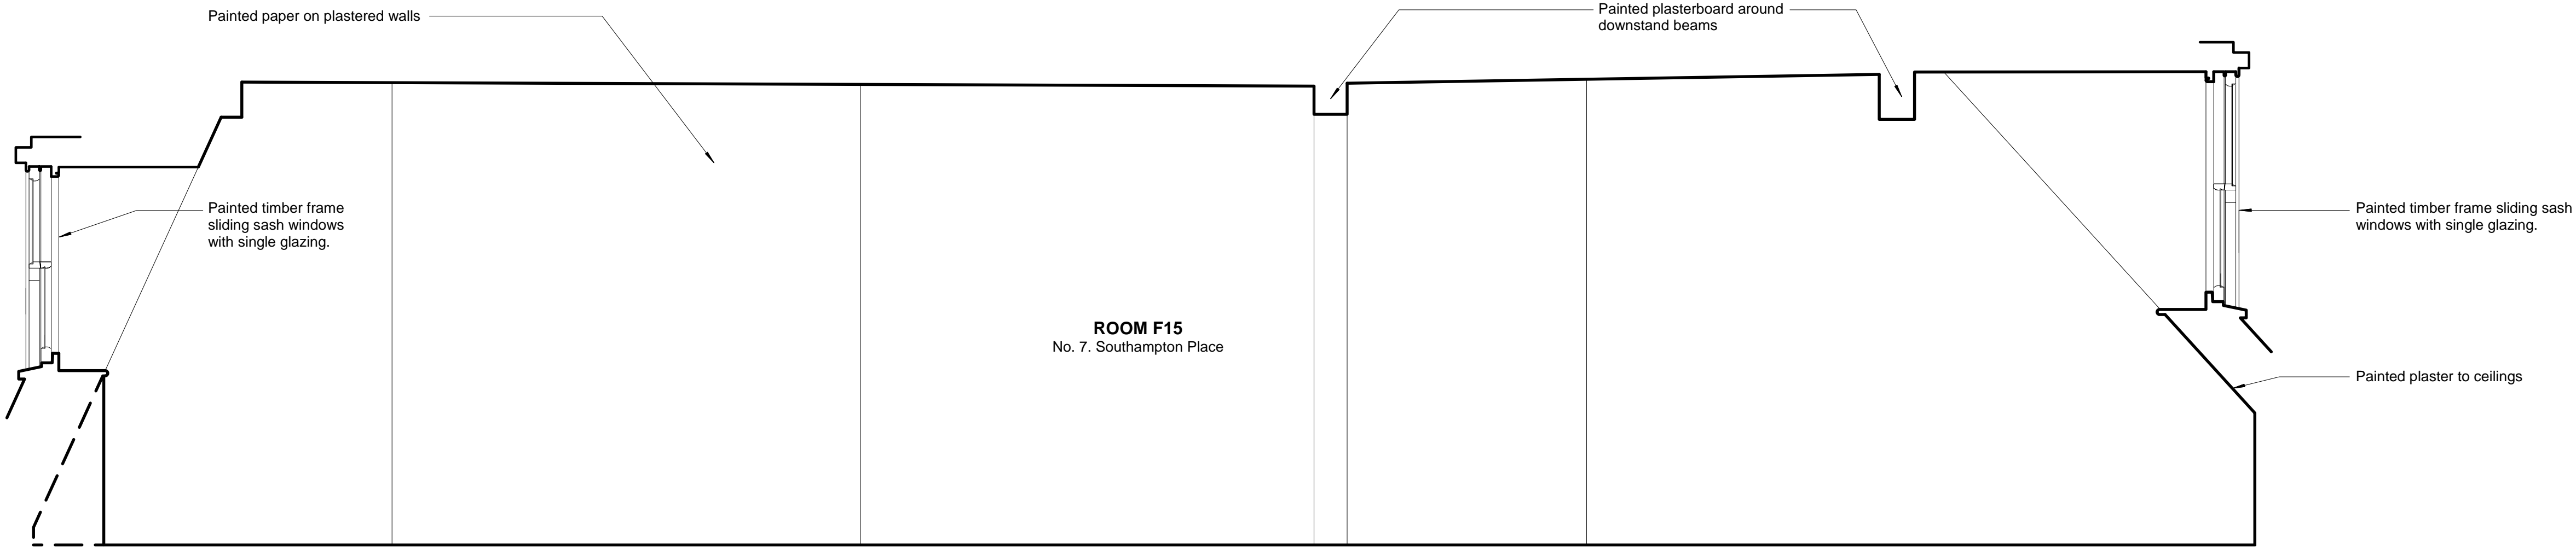 Painted paper on plastered walls
Painted plasterboard around
downstand beams
Painted timber frame
sliding sash windows
with single glazing.
Painted timber frame sliding sash
windows with single glazing.
ROOM F15
No. 7. Southampton Place
Painted plaster to ceilings